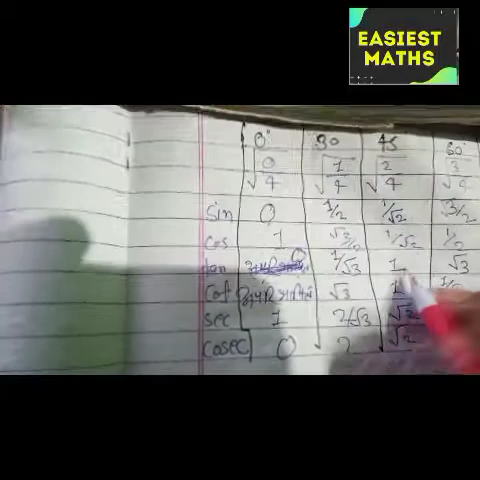 EASIEST
MATHS
0° 30 45 60
√0/4 √1/4 √2/4 √3/4
sin 0 1/2 1/√2 √3/2
cos 1 √3/2 1/√2 1/2
tan 0 1/√3 1 √3
cot √3 1
sec 1 2/√3 √2
cosec 0 2 √2